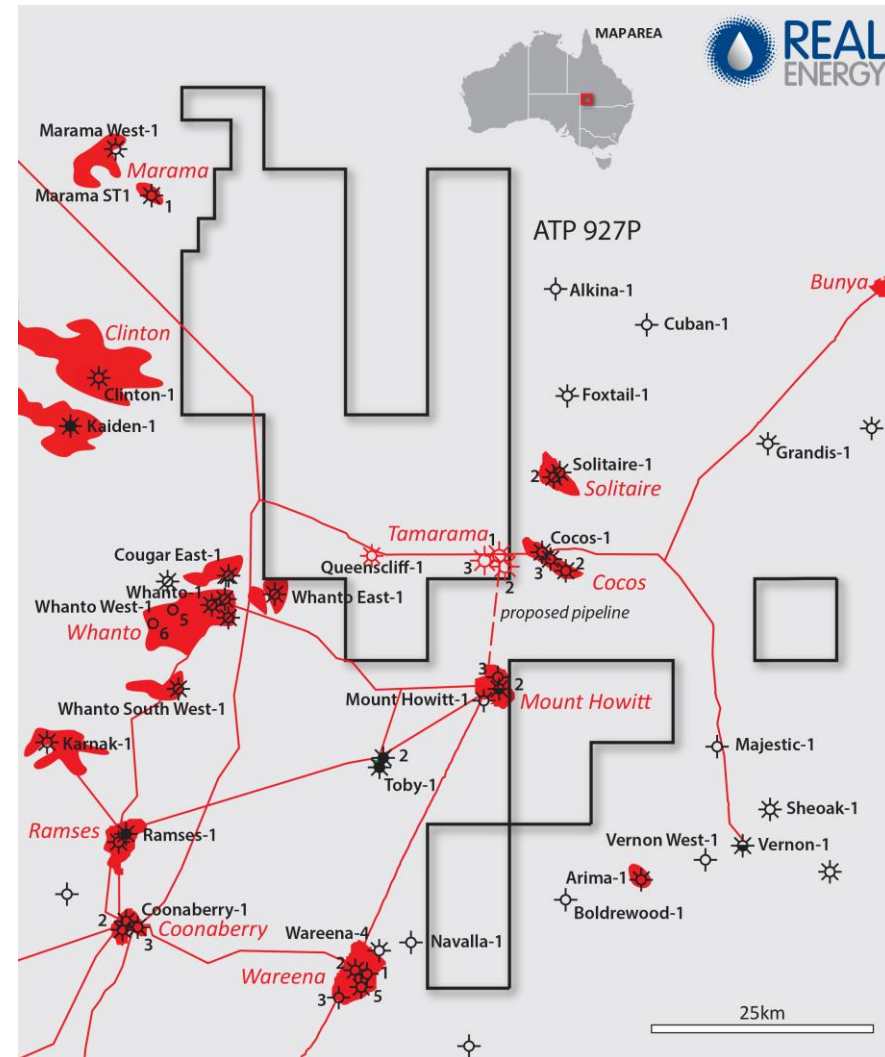 MAPAREA
REAL
ENERGY
Marama West-1
Marama
Marama ST1
1
ATP 927P
Alkina-1
Bunya
Cuban-1
Clinton
Clinton-1
Foxtail-1
Kaiden-1
Grandis-1
Solitaire-1
2
Solitaire
Tamarama
1
Cocos-1
Cougar East-1
Queenscliff-1
3
2
3
2
Cocos
Whanto-1
Whanto East-1
Whanto West-1
5
6
Whanto
proposed pipeline
3
2
Whanto South West-1
Mount Howitt-1
Mount Howitt
Karnak-1
Majestic-1
2
Toby-1
Sheoak-1
Ramses
Ramses-1
Vernon West-1
Vernon-1
Arima-1
Boldrewood-1
Coonaberry-1
2
3
Coonaberry
Wareena-4
Navalla-1
2
1
Wareena
3
5
25km